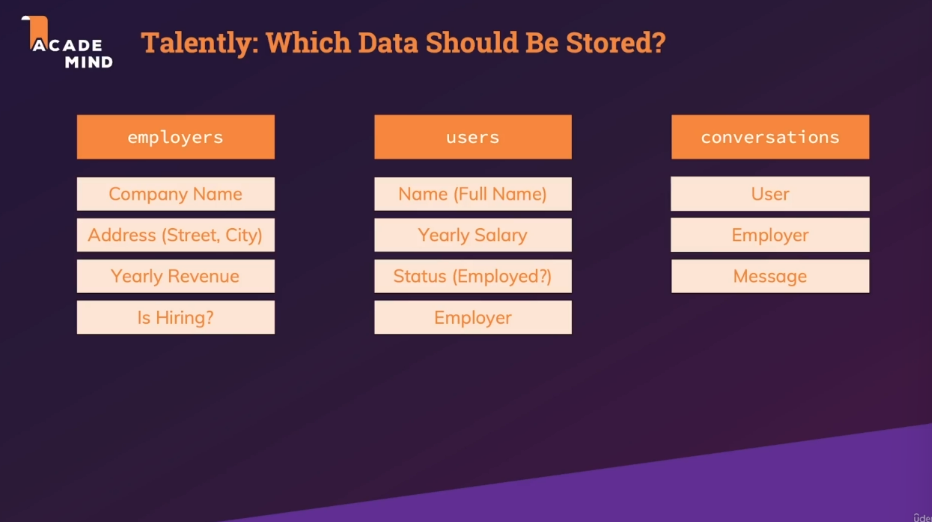 ACADE
MIND
Talently: Which Data Should Be Stored?
employers
Company Name
Address (Street, City)
Yearly Revenue
Is Hiring?
users
Name (Full Name)
Yearly Salary
Status (Employed?)
Employer
conversations
User
Employer
Message